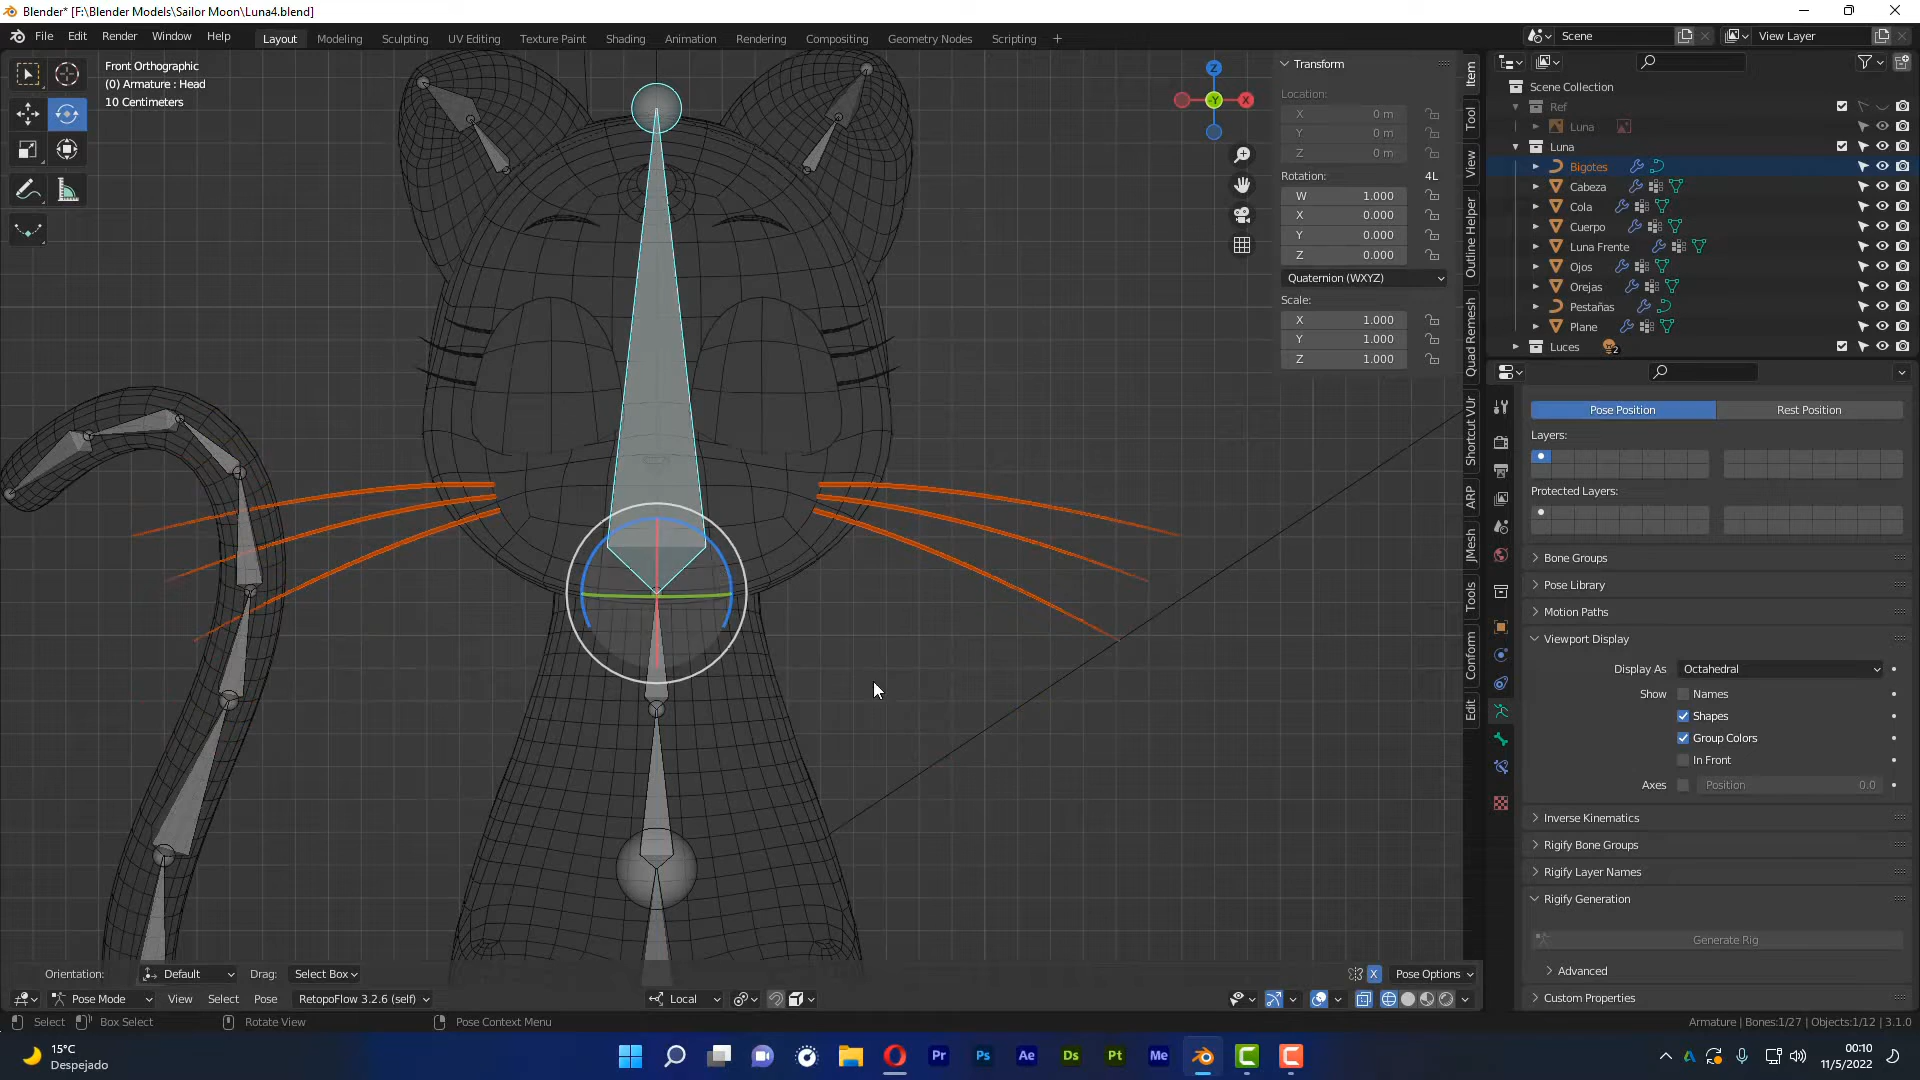 Blender* [F:\Blender Models\Sailor Moon\Luna4.blend]
File Edit Render Window Help Layout Modeling Sculpting UV Editing Texture Paint Shading Animation Rendering Compositing Geometry Nodes Scripting + Scene View Layer
Front Orthographic
(0) Armature : Head
10 Centimeters
Z
Y
X
Transform
Location:
X 0 m
Y 0 m
Z 0 m
Rotation: 4L
W 1.000
X 0.000
Y 0.000
Z 0.000
Quaternion (WXYZ)
Scale:
X 1.000
Y 1.000
Z 1.000
Item
Tool
View
Outline Helper
Quad Remesh
Shortcut VUr
ARP
JMesh
Tools
Conform
Edit
Scene Collection
Ref
Luna
Luna
Bigotes
Cabeza
Cola
Cuerpo
Luna Frente
Ojos
Orejas
Pestañas
Plane
Luces 2
Pose Position Rest Position
Layers:
Protected Layers:
Bone Groups
Pose Library
Motion Paths
Viewport Display
Display As Octahedral
Show Names
Shapes
Group Colors
In Front
Axes Position 0.0
Inverse Kinematics
Rigify Bone Groups
Rigify Layer Names
Rigify Generation
Generate Rig
Advanced
Custom Properties
Orientation: Default Drag: Select Box X Pose Options
Pose Mode View Select Pose RetopoFlow 3.2.6 (self) Local
Select Box Select Rotate View Pose Context Menu Armature | Bones:1/27 | Objects:1/12 | 3.1.0
15°C
Despejado
Pr Ps Ae Ds Pt Me
00:10
11/5/2022